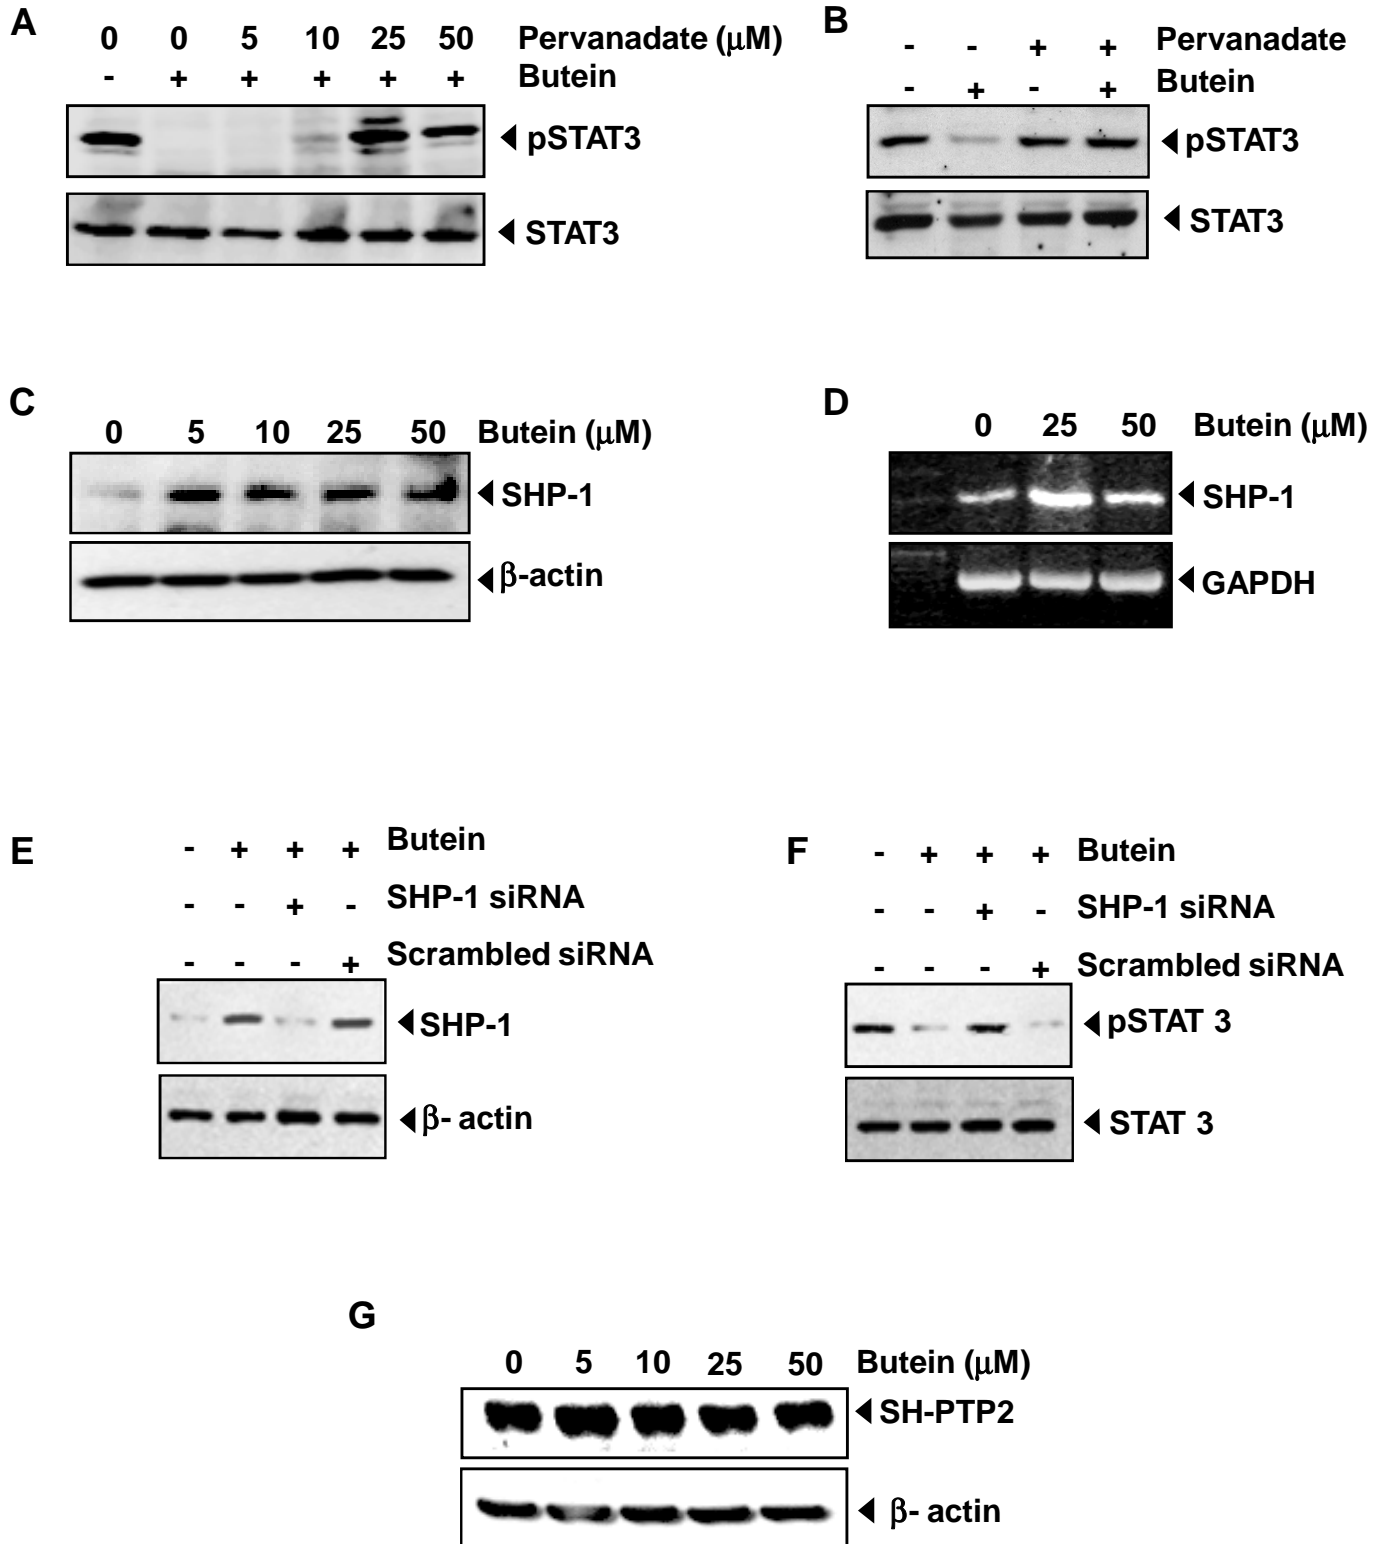 A
0 0 5 10 25 50 Pervanadate (μM)
- + + + + + Butein
pSTAT3
STAT3
B
- - + + Pervanadate
- + - + Butein
pSTAT3
STAT3
C
0 5 10 25 50 Butein (μM)
SHP-1
β-actin
D
0 25 50 Butein (μM)
SHP-1
GAPDH
E
- + + + Butein
- - + - SHP-1 siRNA
- - - + Scrambled siRNA
SHP-1
β- actin
F
- + + + Butein
- - + - SHP-1 siRNA
- - - + Scrambled siRNA
pSTAT 3
STAT 3
G
0 5 10 25 50 Butein (μM)
SH-PTP2
β- actin